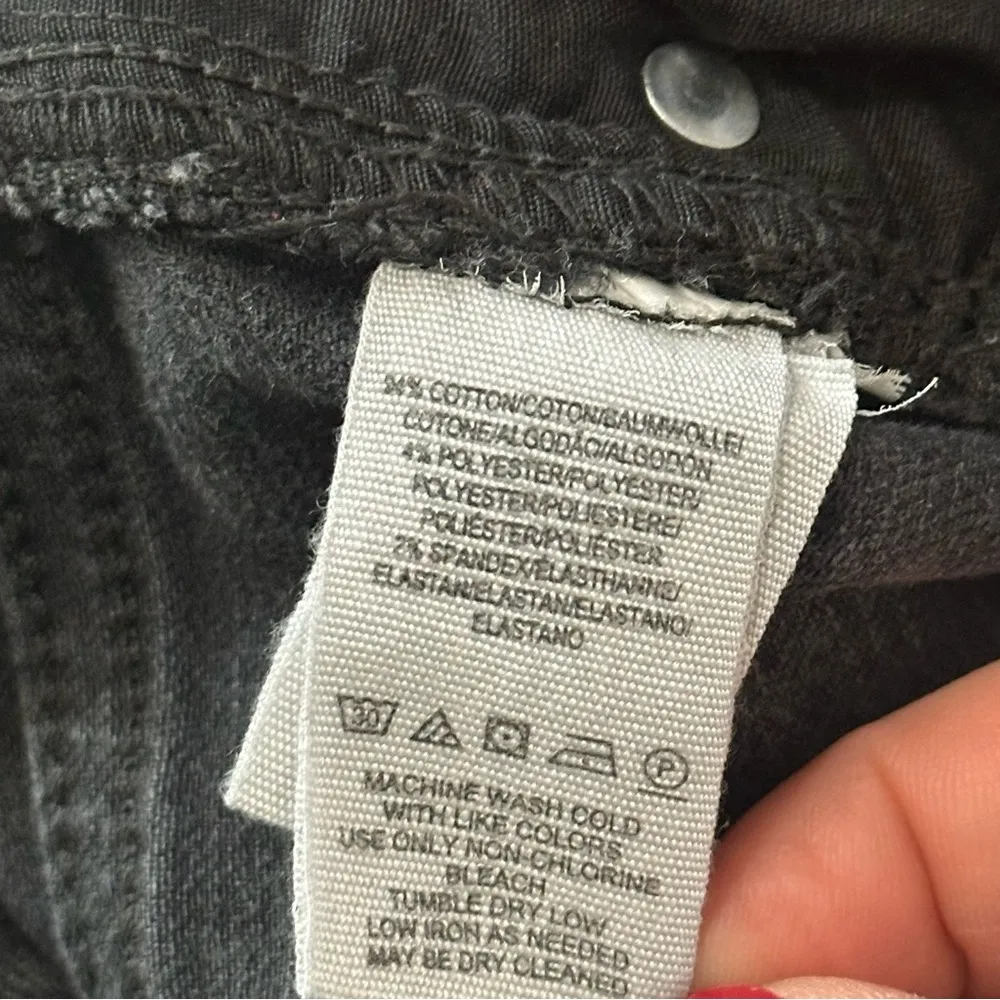 94% COTTON/COTON/BAUMWOLLE/
COTONE/ALGODÃO/ALGODÓN
4% POLYESTER/POLYESTER/
POLYESTER/POLIESTERE/
POLIÉSTER/POLIÉSTER
2% SPANDEX/ÉLASTHANNE/
ELASTAN/ELASTAN/ELASTANO/
ELASTANO
30 P
MACHINE WASH COLD
WITH LIKE COLORS
USE ONLY NON-CHLORINE
BLEACH
TUMBLE DRY LOW
LOW IRON AS NEEDED
MAY BE DRY CLEANED